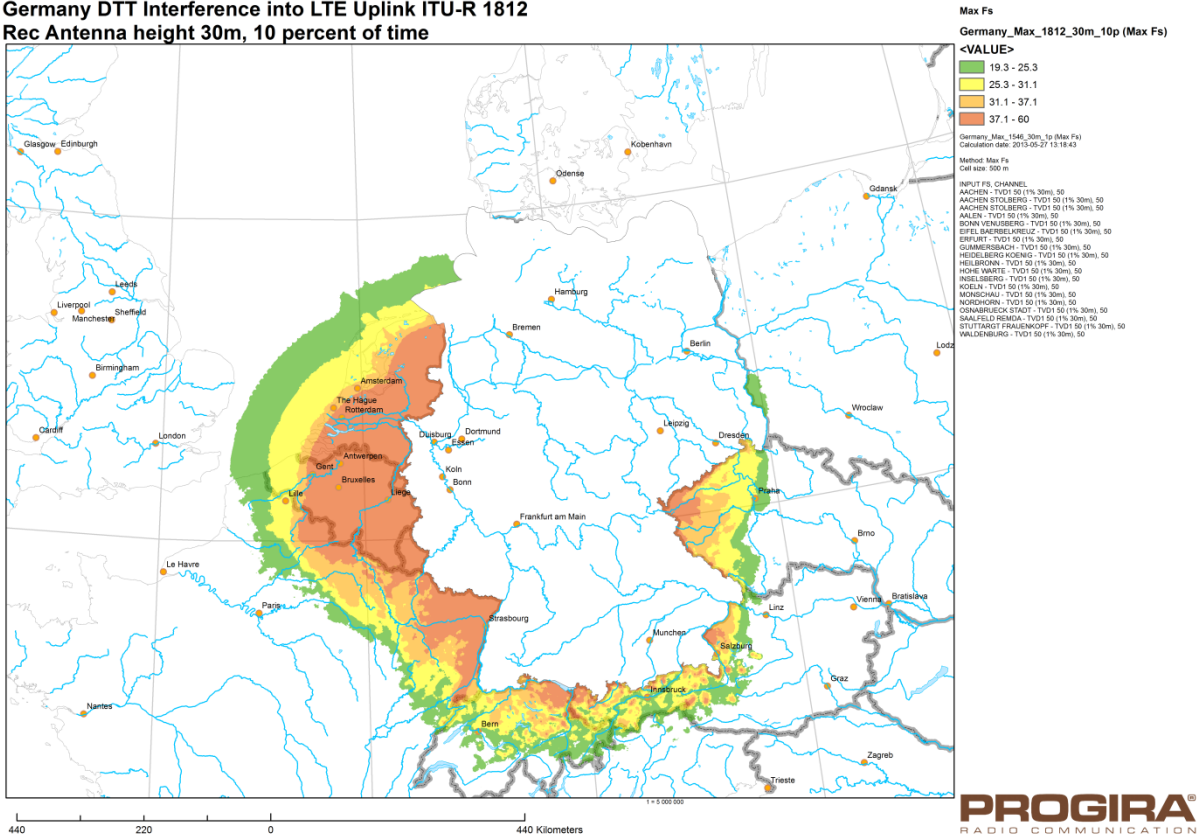 Germany DTT Interference into LTE Uplink ITU-R 1812
Rec Antenna height 30m, 10 percent of time
Max Fs
Germany_Max_1812_30m_10p (Max Fs)
<VALUE>
19.3 - 25.3
25.3 - 31.1
31.1 - 37.1
37.1 - 60
Germany_Max_1546_30m_1p (Max Fs)
Calculation date: 2013-05-27 13:18:43
Method: Max Fs
Cell size: 500 m
INPUT FS, CHANNEL
AACHEN - TVD1 50 (1% 30m), 50
AACHEN STOLBERG - TVD1 50 (1% 30m), 50
AACHEN STOLBERG - TVD1 50 (1% 30m), 50
AALEN - TVD1 50 (1% 30m), 50
BONN VENUSBERG - TVD1 50 (1% 30m), 50
EIFEL BAERBELKREUZ - TVD1 50 (1% 30m), 50
ERFURT - TVD1 50 (1% 30m), 50
GUMMERSBACH - TVD1 50 (1% 30m), 50
HEIDELBERG KOENIG - TVD1 50 (1% 30m), 50
HEILBRONN - TVD1 50 (1% 30m), 50
HOHE WARTE - TVD1 50 (1% 30m), 50
INSELSBERG - TVD1 50 (1% 30m), 50
KOELN - TVD1 50 (1% 30m), 50
MONSCHAU - TVD1 50 (1% 30m), 50
NORDHORN - TVD1 50 (1% 30m), 50
OSNABRUECK STADT - TVD1 50 (1% 30m), 50
SAALFELD REMDA - TVD1 50 (1% 30m), 50
STUTTARGT FRAUENKOPF - TVD1 50 (1% 30m), 50
WALDENBURG - TVD1 50 (1% 30m), 50
Glasgow
Edinburgh
Kobenhavn
Odense
Gdansk
Leeds
Liverpool
Manchester
Sheffield
Hamburg
Bremen
Berlin
Lodz
Birmingham
Amsterdam
The Hague
Rotterdam
Wroclaw
Cardiff
London
Duisburg
Dortmund
Essen
Leipzig
Dresden
Antwerpen
Gent
Bruxelles
Koln
Bonn
Lille
Liege
Praha
Frankfurt am Main
Brno
Le Havre
Paris
Strasbourg
Linz
Vienna
Bratislava
Munchen
Salzburg
Innsbruck
Graz
Nantes
Bern
Zagreb
Trieste
1 = 5 000 000
440
220
0
440 Kilometers
PROGIRA
RADIO COMMUNICATION